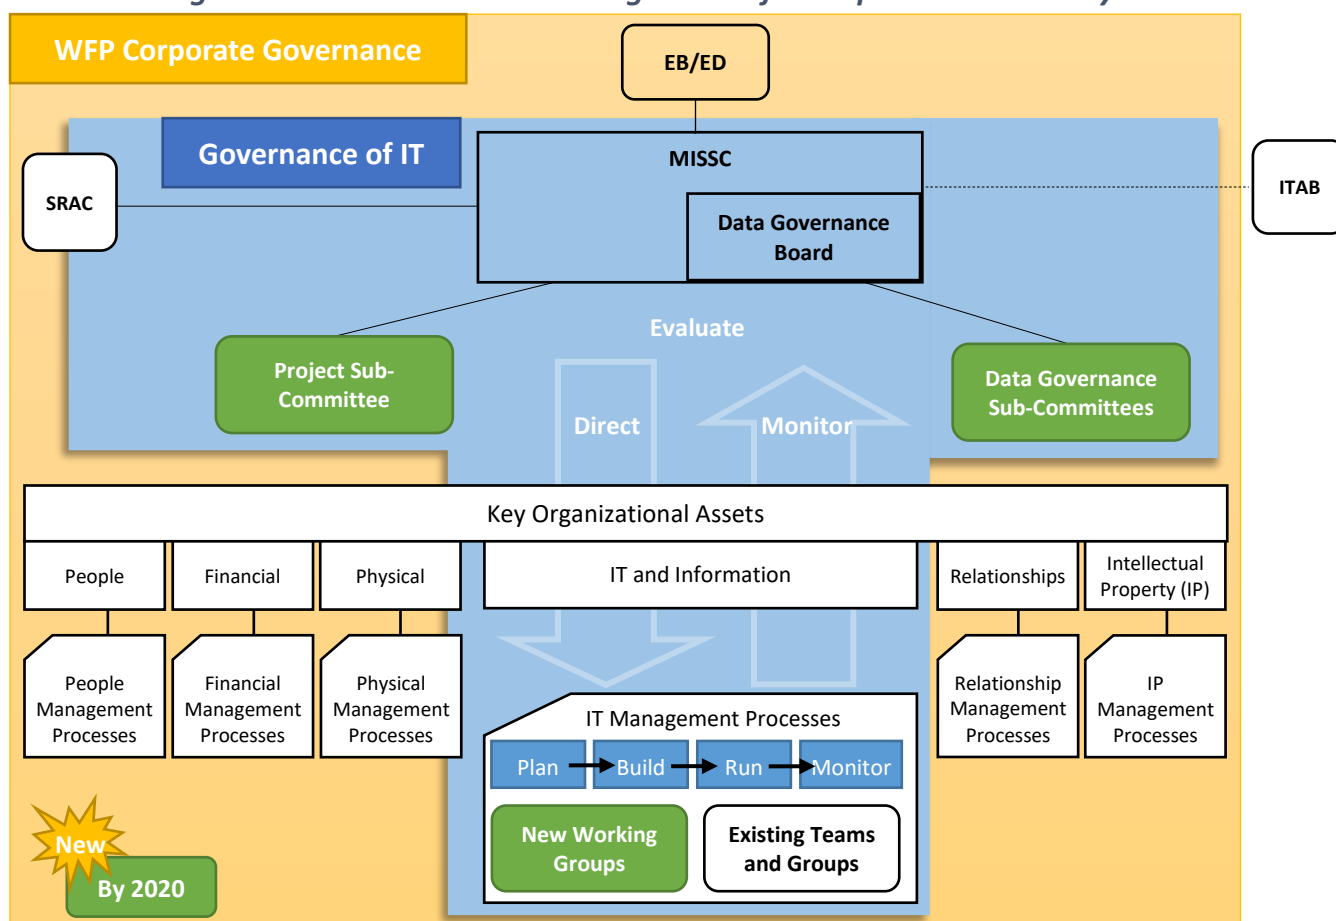 WFP Corporate Governance
EB/ED
Governance of IT
MISSC
SRAC
ITAB
Data Governance
Board
Evaluate
Project Sub-
Committee
Data Governance
Sub-Committees
Direct
Monitor
Key Organizational Assets
People
Financial
Physical
IT and Information
Relationships
Intellectual
Property (IP)
People
Management
Processes
Financial
Management
Processes
Physical
Management
Processes
Relationship
Management
Processes
IP
Management
Processes
IT Management Processes
Plan
Build
Run
Monitor
New Working
Groups
Existing Teams
and Groups
New
By 2020